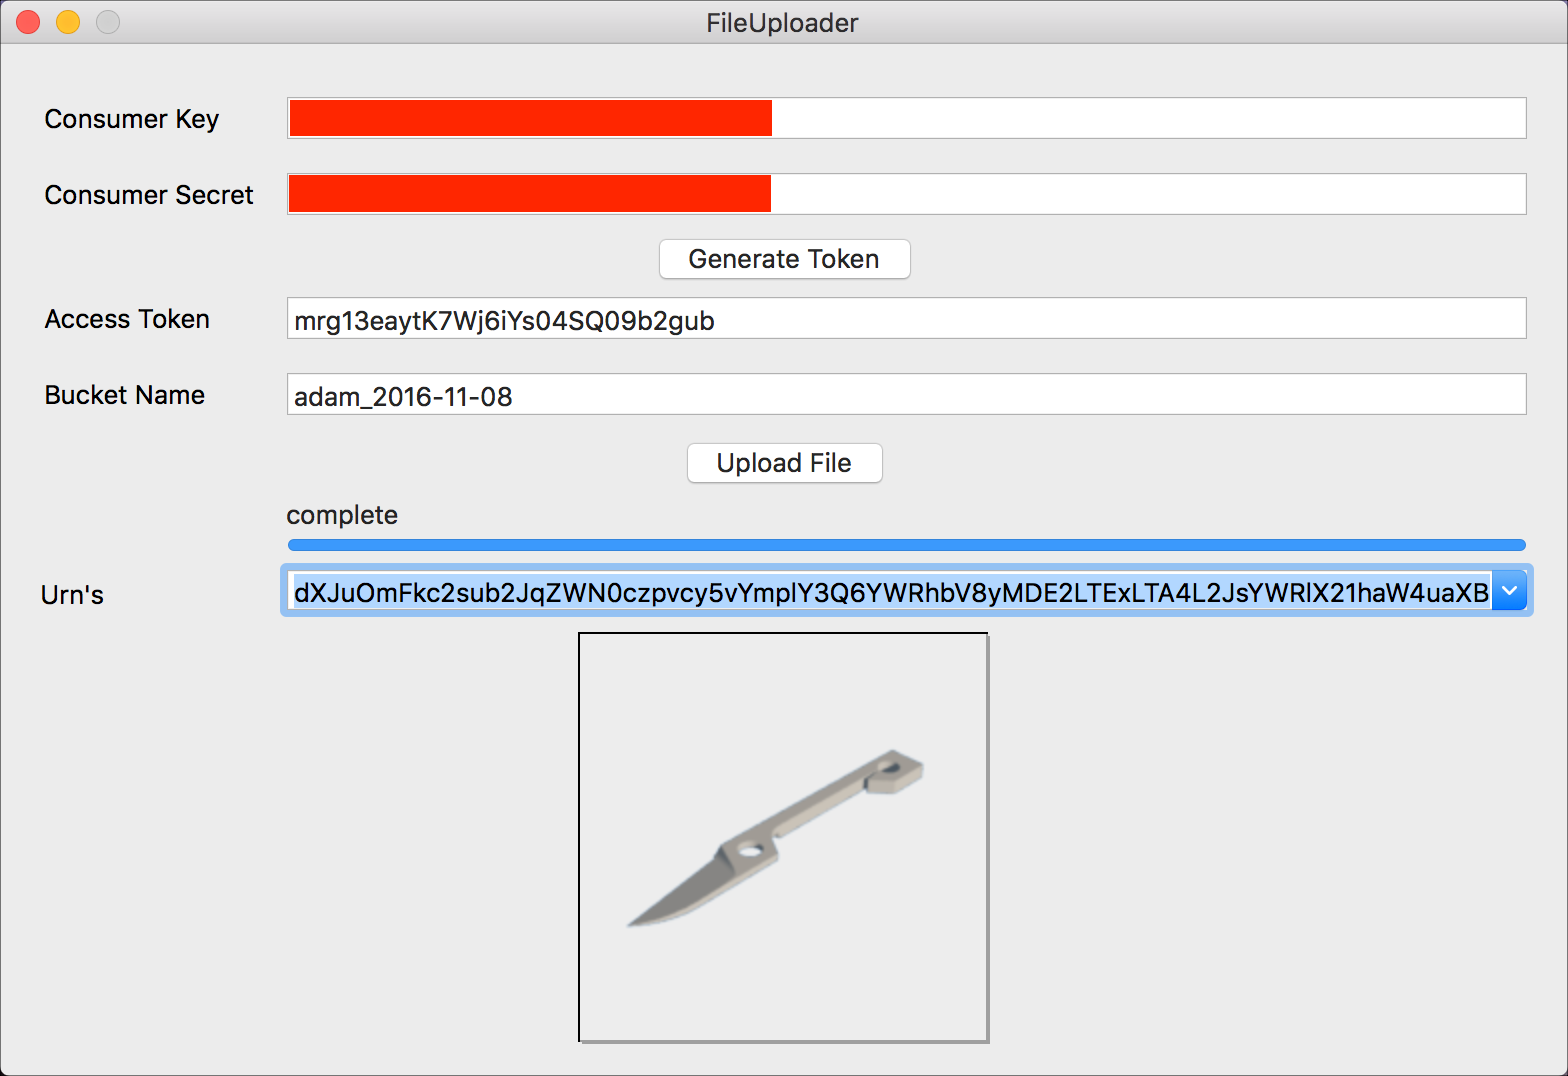 FileUploader
Consumer Key
Consumer Secret
Generate Token
Access Token mrg13eaytK7Wj6iYs04SQ09b2gub
Bucket Name adam_2016-11-08
Upload File
complete
Urn's dXJuOmFkc2sub2JqZWN0czpvcy5vYmplY3Q6YWRhbV8yMDE2LTExLTA4L2JsYWRlX21haW4uaXB